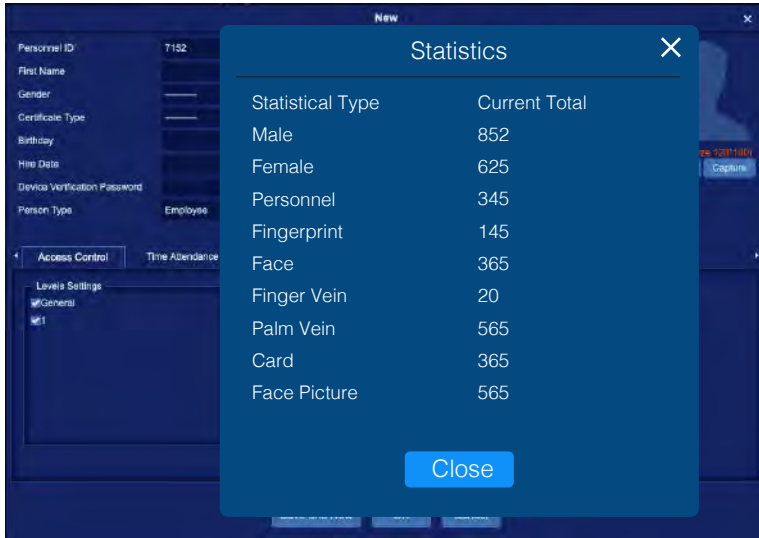 New
Personnel ID 7152
First Name
Gender
Certificate Type
Birthday
Hire Date
Device Verification Password
Person Type Employee
Capture
Access Control Time Attendance
Levels Settings
General
1
Statistics
Statistical Type Current Total
Male 852
Female 625
Personnel 345
Fingerprint 145
Face 365
Finger Vein 20
Palm Vein 565
Card 365
Face Picture 565
Close